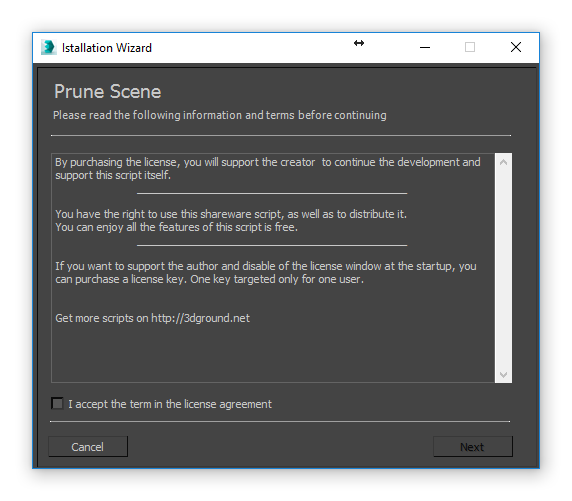 Istallation Wizard
Prune Scene
Please read the following information and terms before continuing
By purchasing the license, you will support the creator  to continue the development and
support this script itself.
You have the right to use this shareware script, as well as to distribute it.
You can enjoy all the features of this script is free.
If you want to support the author and disable of the license window at the startup, you
can purchase a license key. One key targeted only for one user.
Get more scripts on http://3dground.net
I accept the term in the license agreement
Cancel
Next